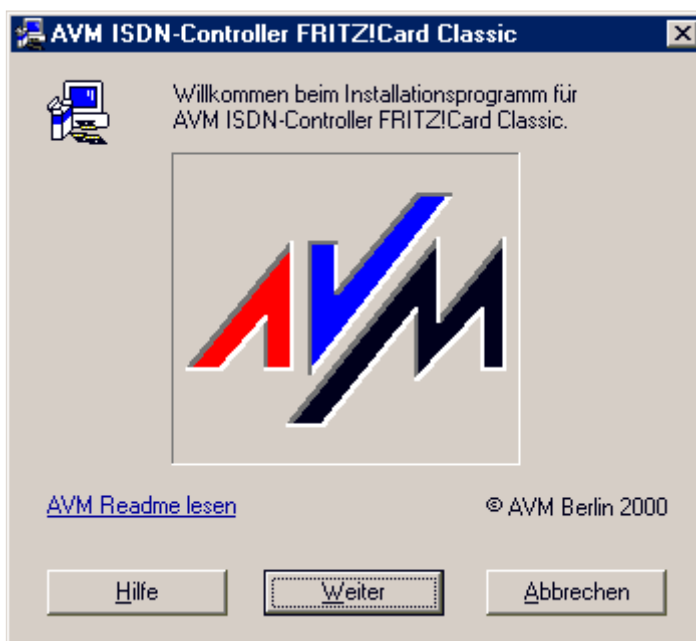 AVM ISDN-Controller FRITZ!Card Classic
Willkommen beim Installationsprogramm für
AVM ISDN-Controller FRITZ!Card Classic.
AVM
AVM Readme lesen
© AVM Berlin 2000
Hilfe
Weiter
Abbrechen